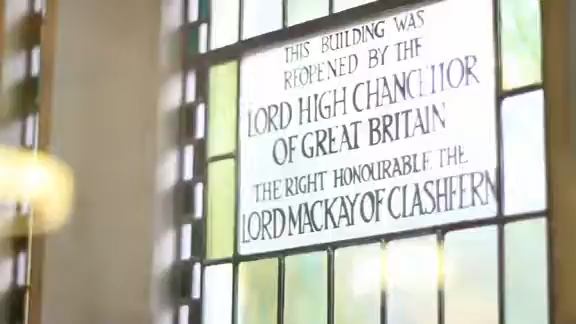 THIS BUILDING WAS
REOPENED BY THE
LORD HIGH CHANCELLOR
OF GREAT BRITAIN
THE RIGHT HONOURABLE THE
LORD MACKAY OF CLASHFERN